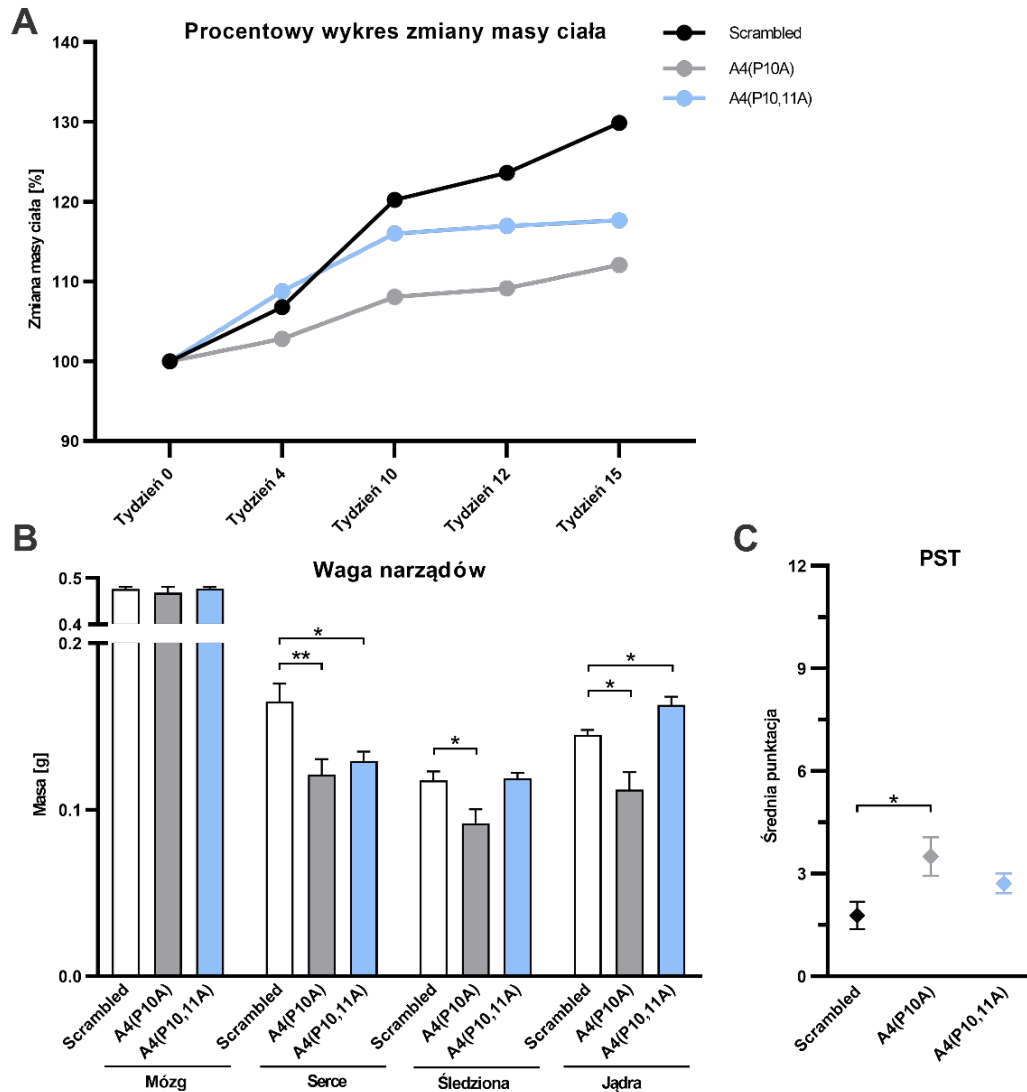 A
Procentowy wykres zmiany masy ciała
Scrambled
A4(P10A)
A4(P10,11A)
Zmiana masy ciała [%]
140
130
120
110
100
90
Tydzień 0
Tydzień 4
Tydzień 10
Tydzień 12
Tydzień 15
B
Waga narządów
Masa [g]
0.5
0.4
0.2
0.1
0.0
*
**
*
*
*
Scrambled
A4(P10A)
A4(P10,11A)
Scrambled
A4(P10A)
A4(P10,11A)
Scrambled
A4(P10A)
A4(P10,11A)
Scrambled
A4(P10A)
A4(P10,11A)
Mózg
Serce
Śledziona
Jądra
C
PST
Średnia punktacja
12
9
6
3
0
*
Scrambled
A4(P10A)
A4(P10,11A)